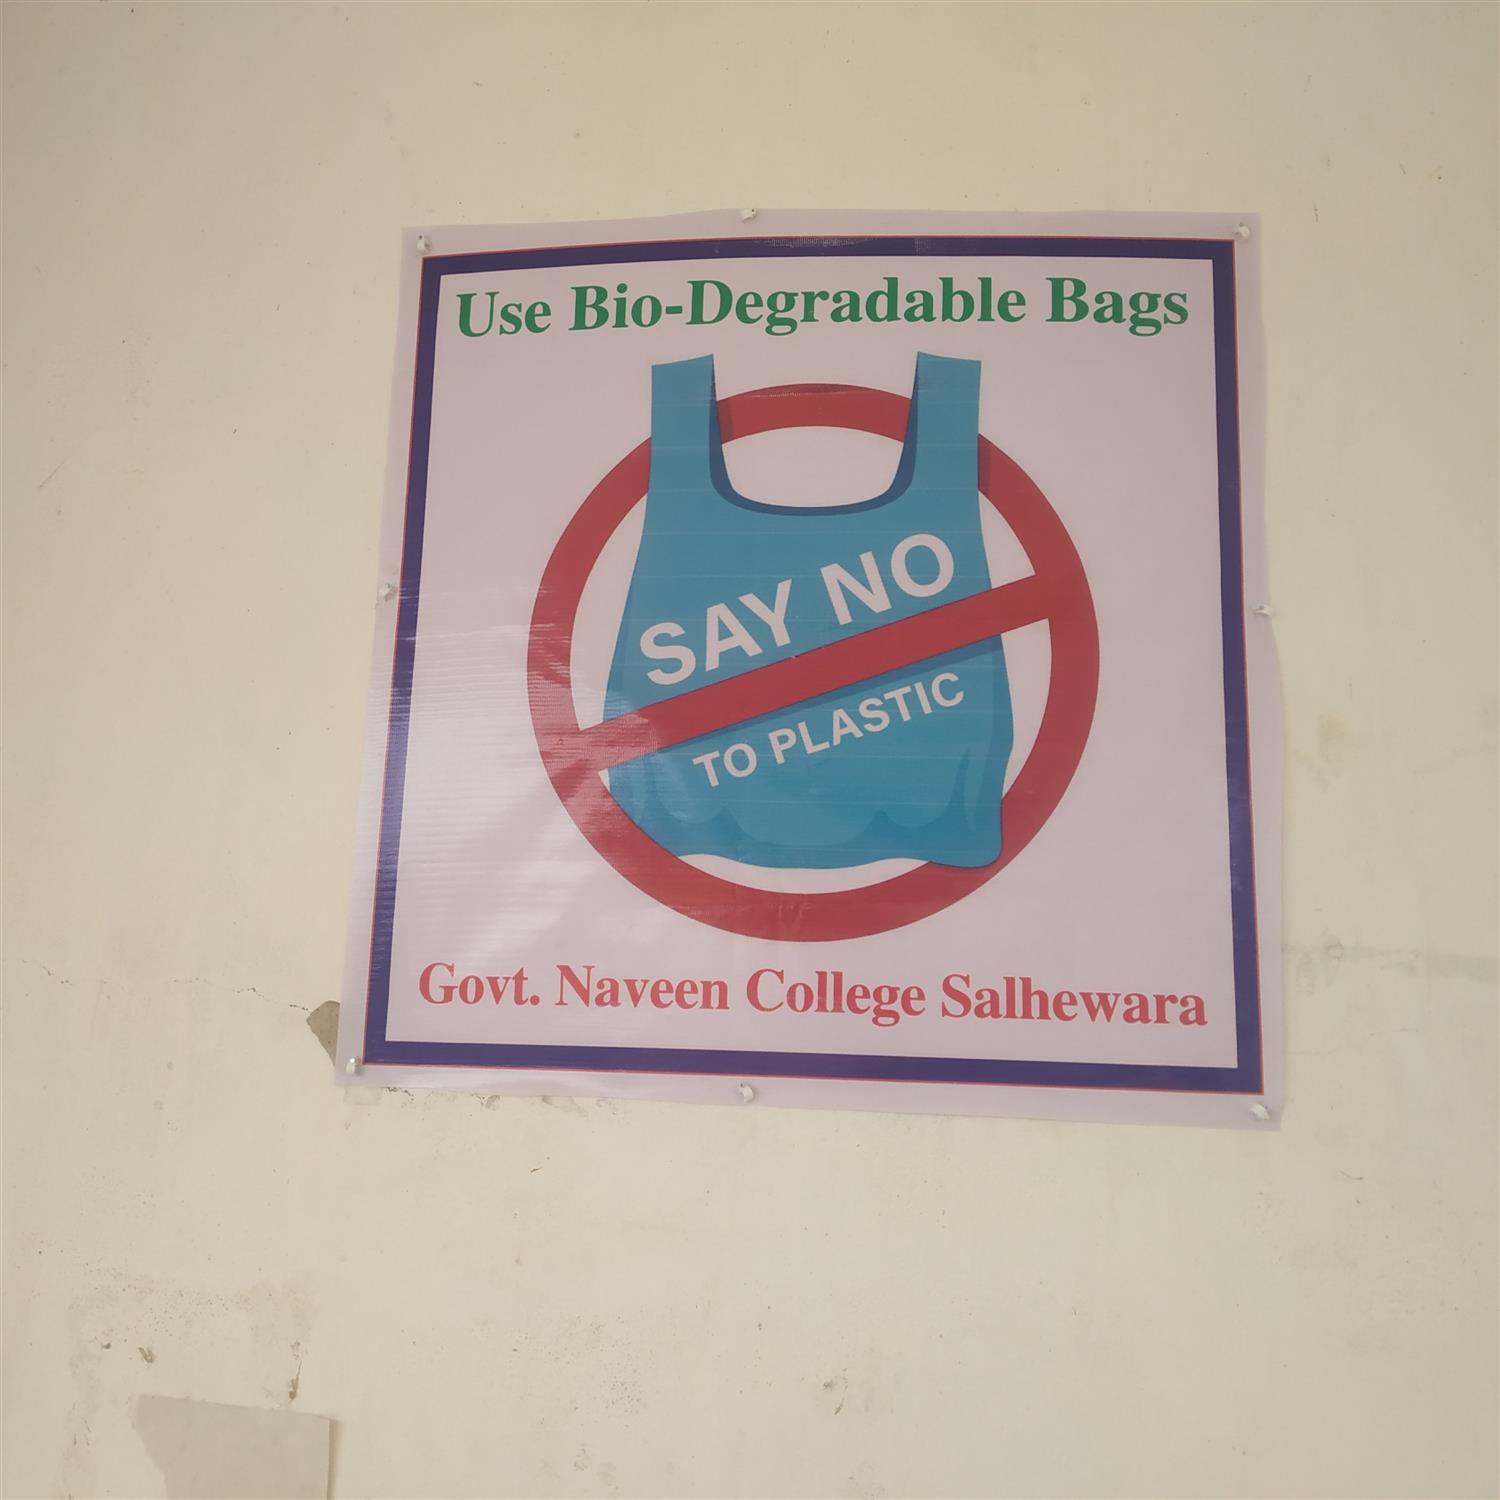 Use Bio-Degradable Bags
SAY NO
TO PLASTIC
Govt. Naveen College Salhewara